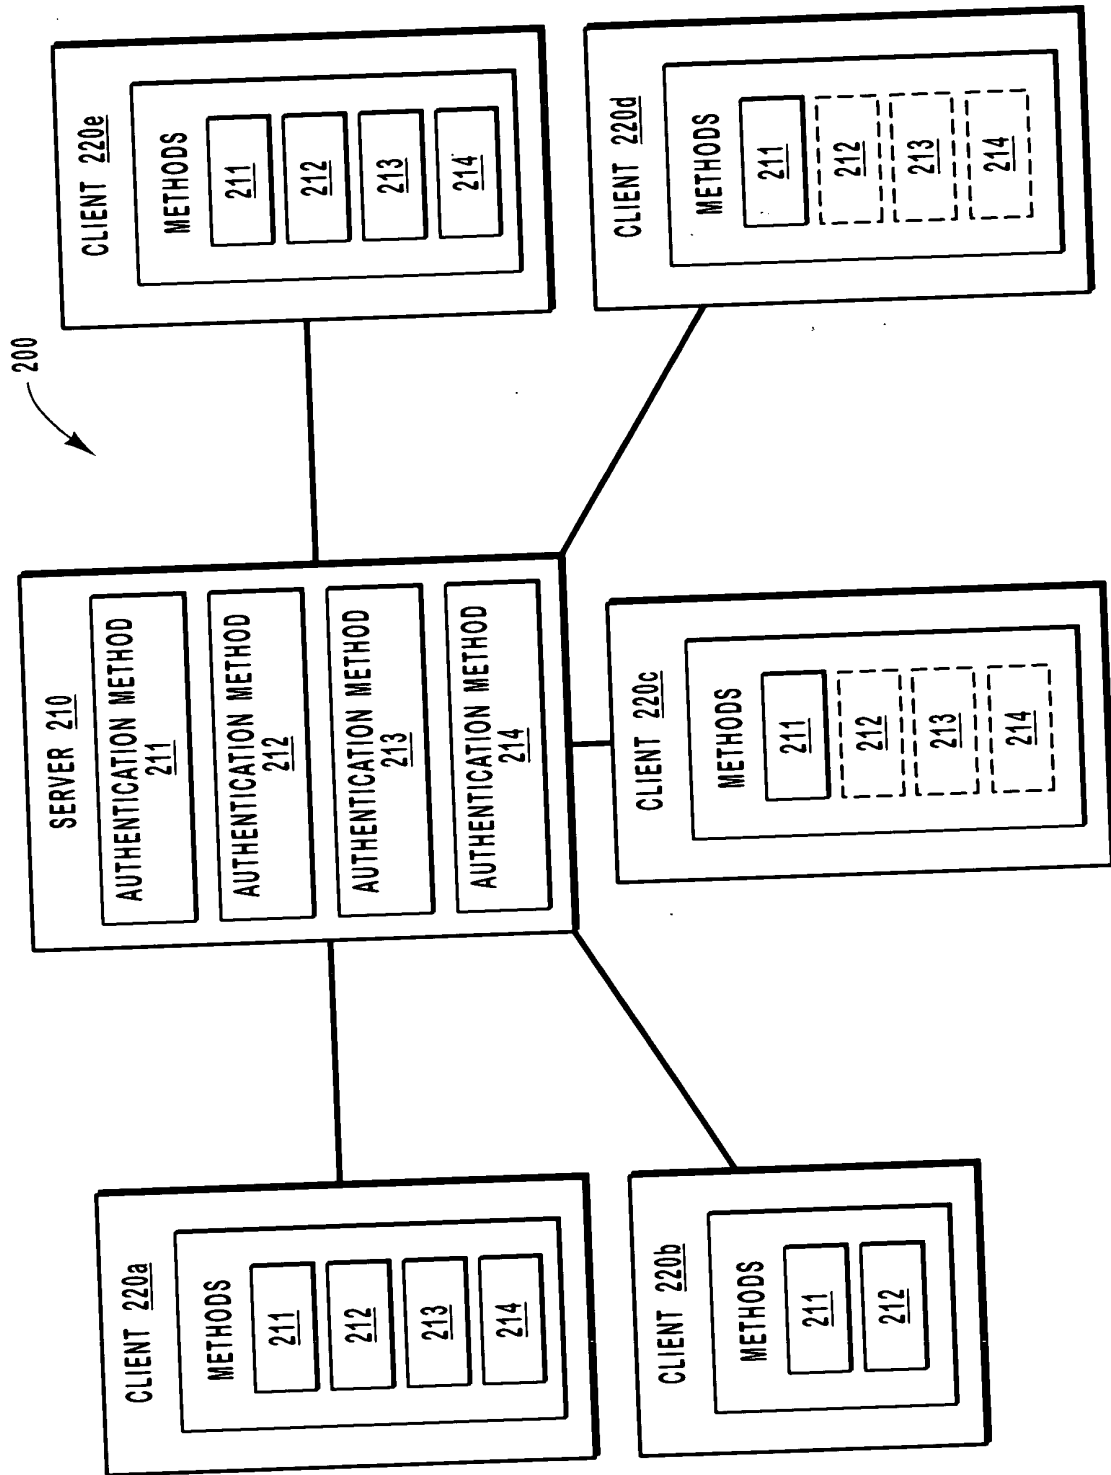 200
SERVER 210
AUTHENTICATION METHOD
211
AUTHENTICATION METHOD
212
AUTHENTICATION METHOD
213
AUTHENTICATION METHOD
214
CLIENT 220a
METHODS
211
212
213
214
CLIENT 220b
METHODS
211
212
CLIENT 220c
METHODS
211
212
213
214
CLIENT 220d
METHODS
211
212
213
214
CLIENT 220e
METHODS
211
212
213
214